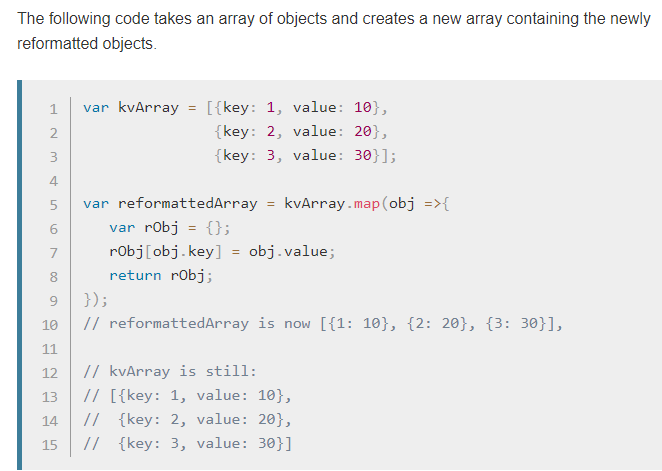 The following code takes an array of objects and creates a new array containing the newly
reformatted objects.
1 var kvArray = [{key: 1, value: 10},
2                {key: 2, value: 20},
3                {key: 3, value: 30}];
4
5 var reformattedArray = kvArray.map(obj =>{
6    var rObj = {};
7    rObj[obj.key] = obj.value;
8    return rObj;
9 });
10 // reformattedArray is now [{1: 10}, {2: 20}, {3: 30}],
11
12 // kvArray is still:
13 // [{key: 1, value: 10},
14 //  {key: 2, value: 20},
15 //  {key: 3, value: 30}]